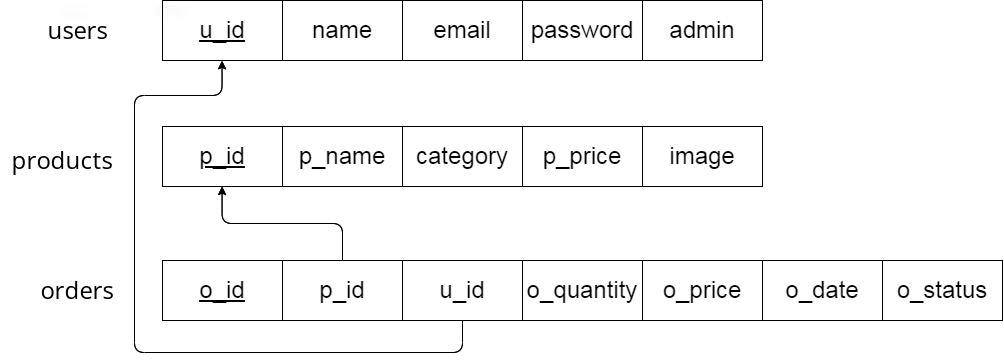 users u_id name email password admin
products p_id p_name category p_price image
orders o_id p_id u_id o_quantity o_price o_date o_status